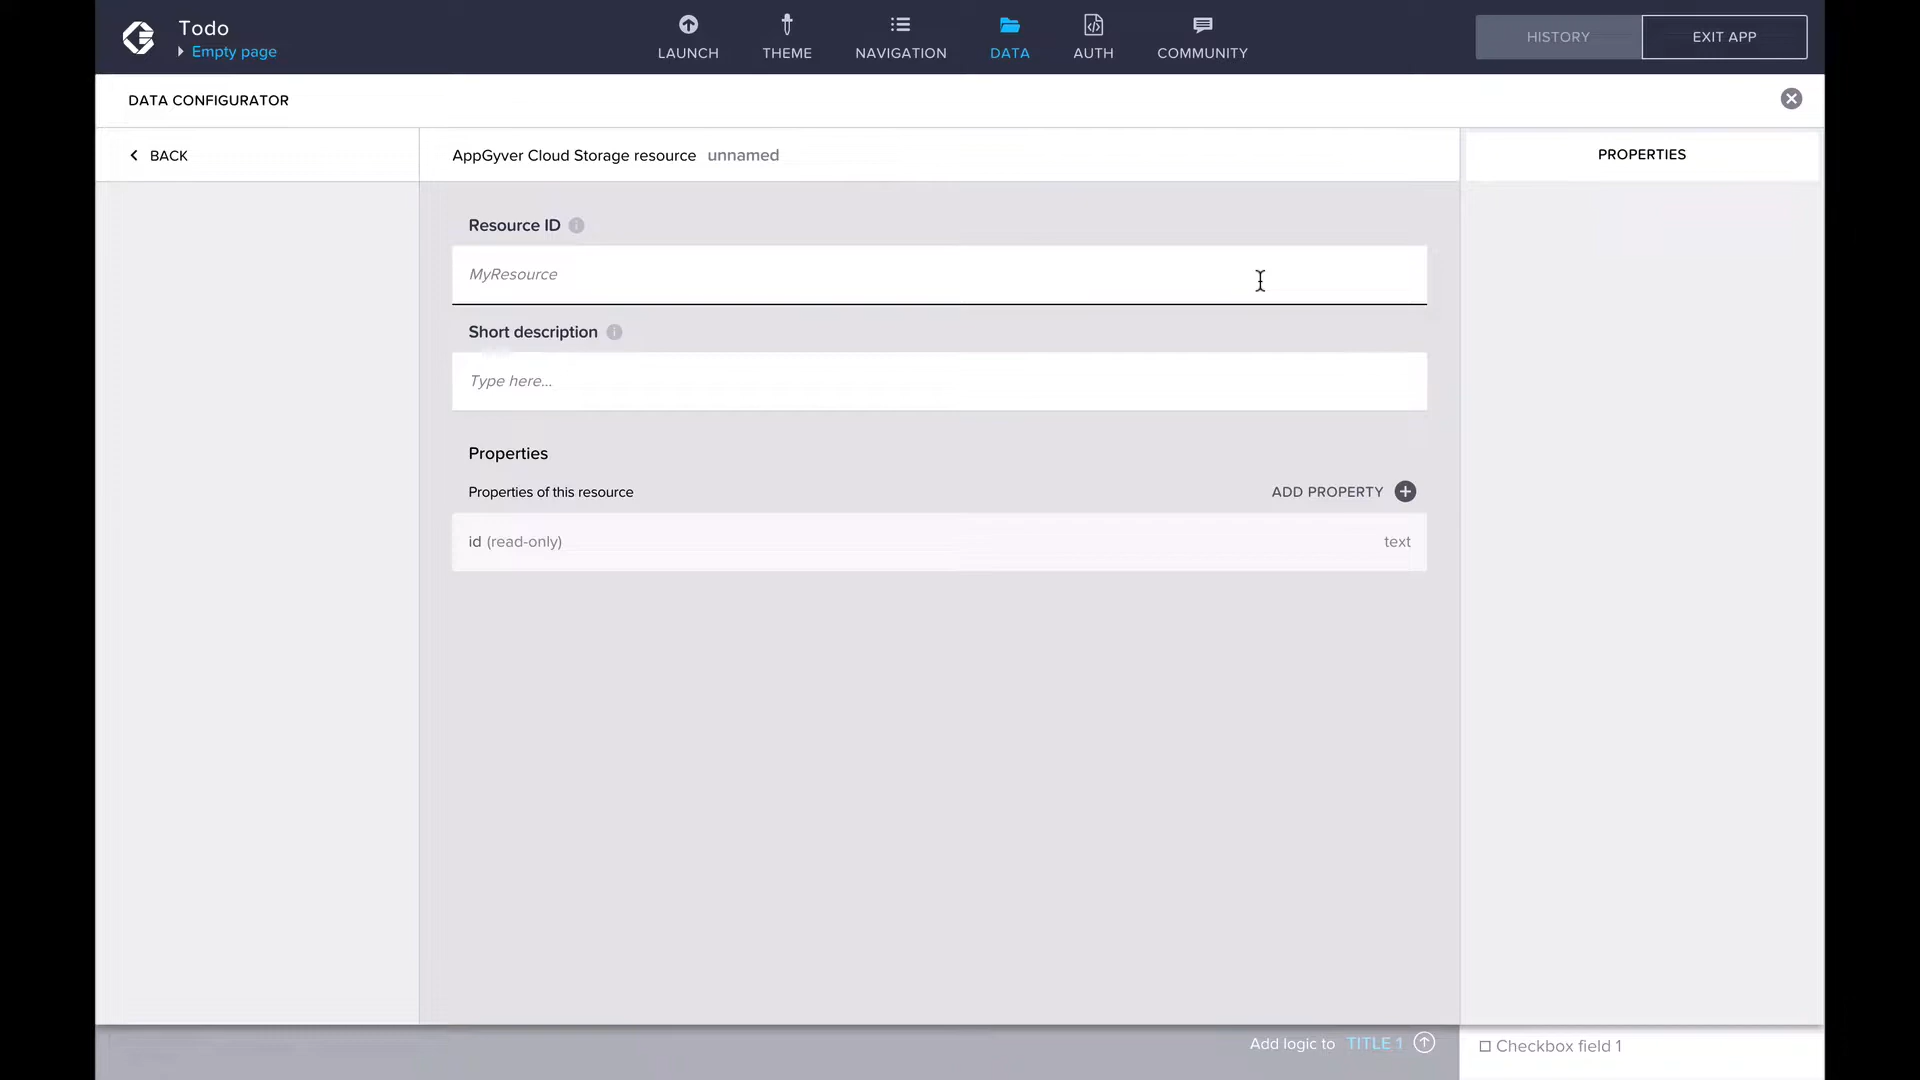 Todo
Empty page
LAUNCH
THEME
NAVIGATION
DATA
AUTH
COMMUNITY
HISTORY
EXIT APP
DATA CONFIGURATOR
BACK
AppGyver Cloud Storage resource unnamed
PROPERTIES
Resource ID
MyResource
Short description
Type here...
Properties
Properties of this resource
ADD PROPERTY
id (read-only)
text
Add logic to TITLE 1
Checkbox field 1